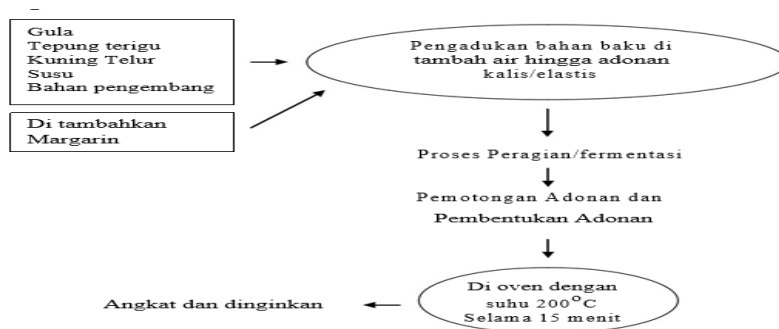 Gula
Tepung terigu
Kuning Telur
Susu
Bahan pengembang
Di tambahkan
Margarin
Pengadukan bahan baku di
tambah air hingga adonan
kalis/elastis
Proses Peragian/fermentasi
Pemotongan Adonan dan
Pembentukan Adonan
Di oven dengan
suhu 200°C
Selama 15 menit
Angkat dan dinginkan